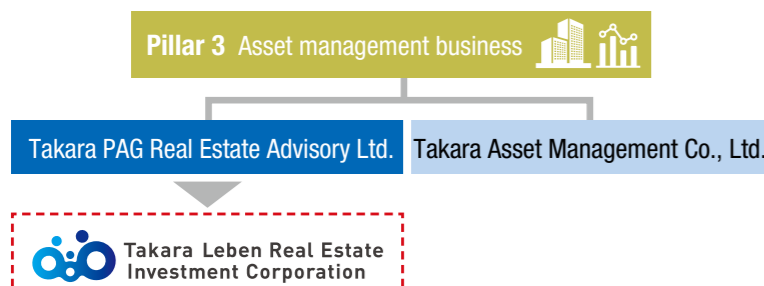 Pillar 3 Asset management business
Takara PAG Real Estate Advisory Ltd.
Takara Asset Management Co., Ltd.
Takara Leben Real Estate
Investment Corporation